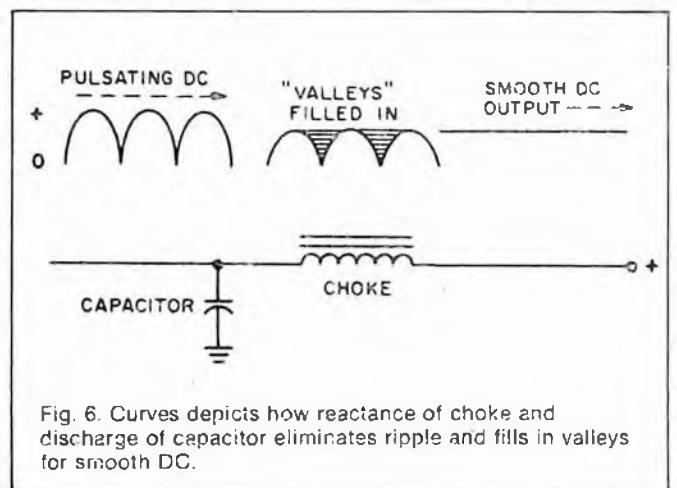 PULSATING DC
"VALLEYS"
FILLED IN
SMOOTH DC
OUTPUT
+
0
CAPACITOR
CHOKE
+
Fig. 6. Curves depicts how reactance of choke and
discharge of capacitor eliminates ripple and fills in valleys
for smooth DC.